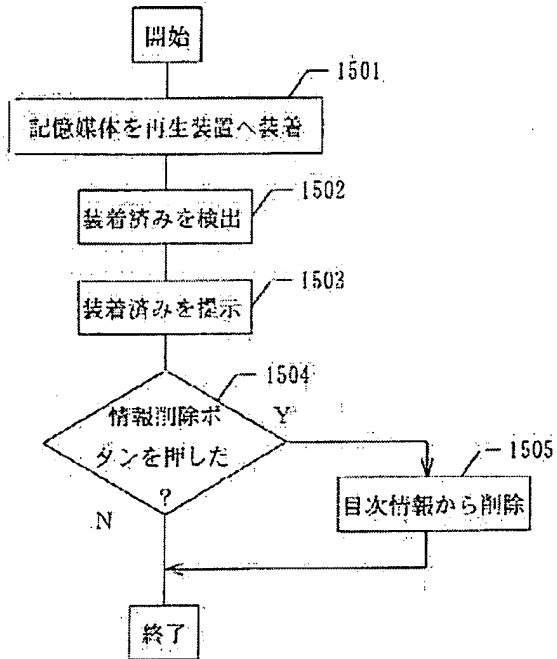 開始
1501
記憶媒体を再生装置へ装着
1502
装着済みを検出
1503
装着済みを提示
1504
情報削除ボ
Y
タンを押した
1505
?
目次情報から削除
N
終了